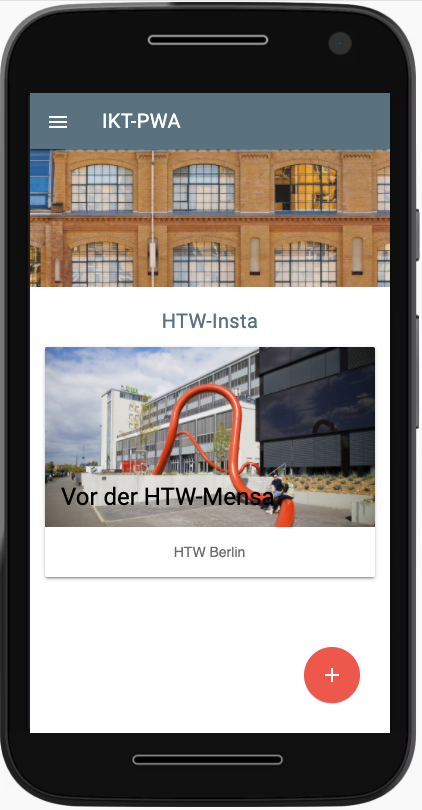 IKT-PWA
HTW-Insta
Vor der HTW-Mensa
HTW Berlin